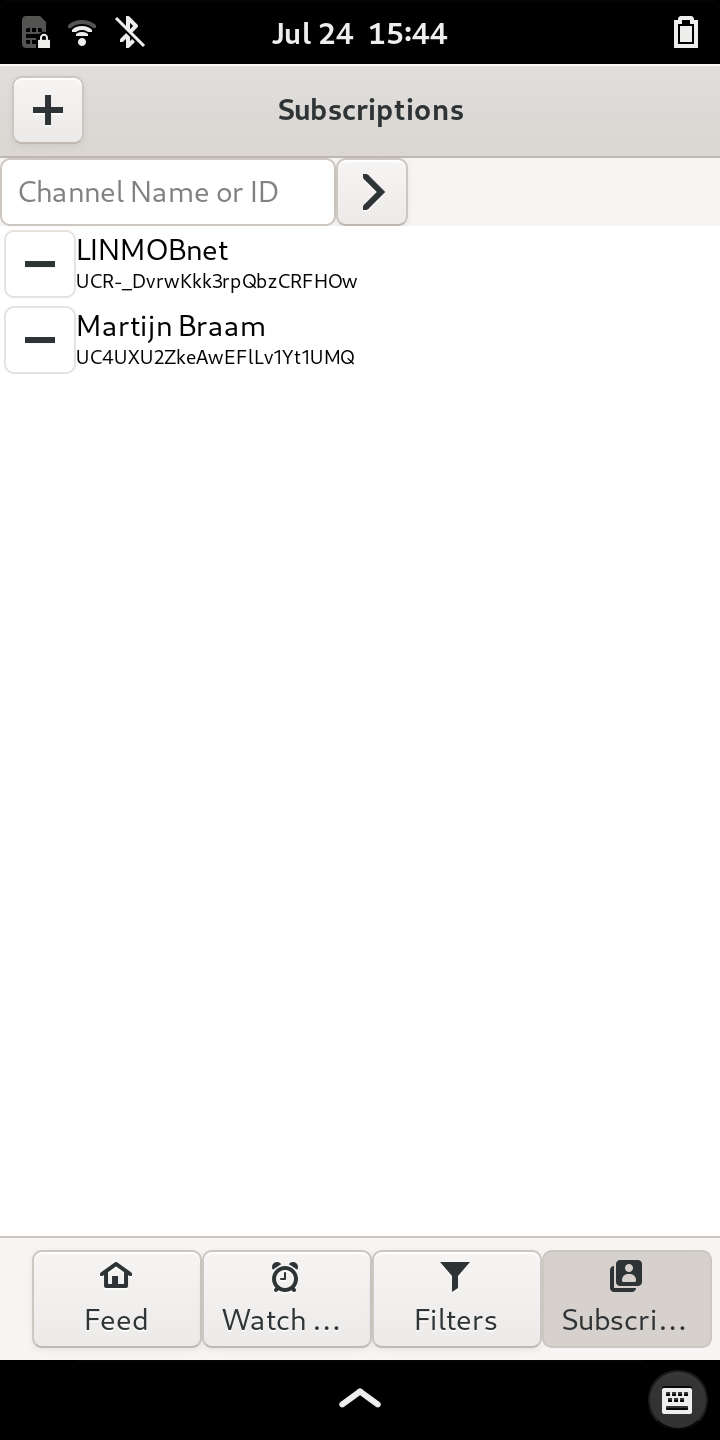 Jul 24 15:44
Subscriptions
Channel Name or ID
LINMOBnet
UCR-_DvrwKkk3rpQbzCRFHOw
Martijn Braam
UC4UXU2ZkeAwEFlLv1Yt1UMQ
Feed
Watch ...
Filters
Subscri...